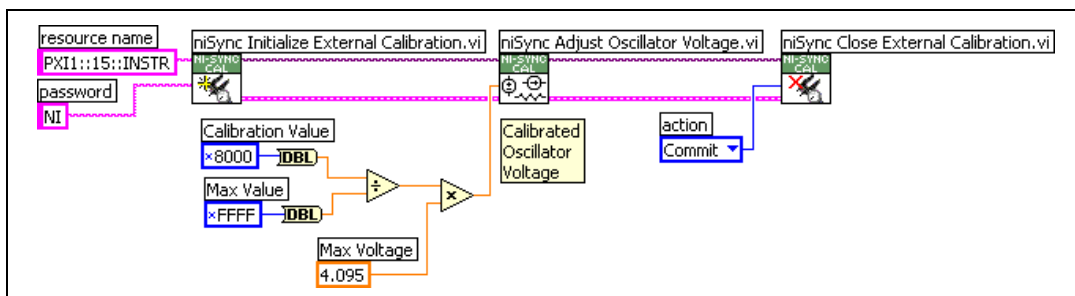 resource name
PXI1::15::INSTR
password
NI
niSync Initialize External Calibration.vi
NI-SYNC
CAL
niSync Adjust Oscillator Voltage.vi
NI-SYNC
CAL
niSync Close External Calibration.vi
NI-SYNC
CAL
Calibration Value
×8000
DBL
Max Value
×FFFF
DBL
÷
×
Max Voltage
4.095
Calibrated
Oscillator
Voltage
action
Commit